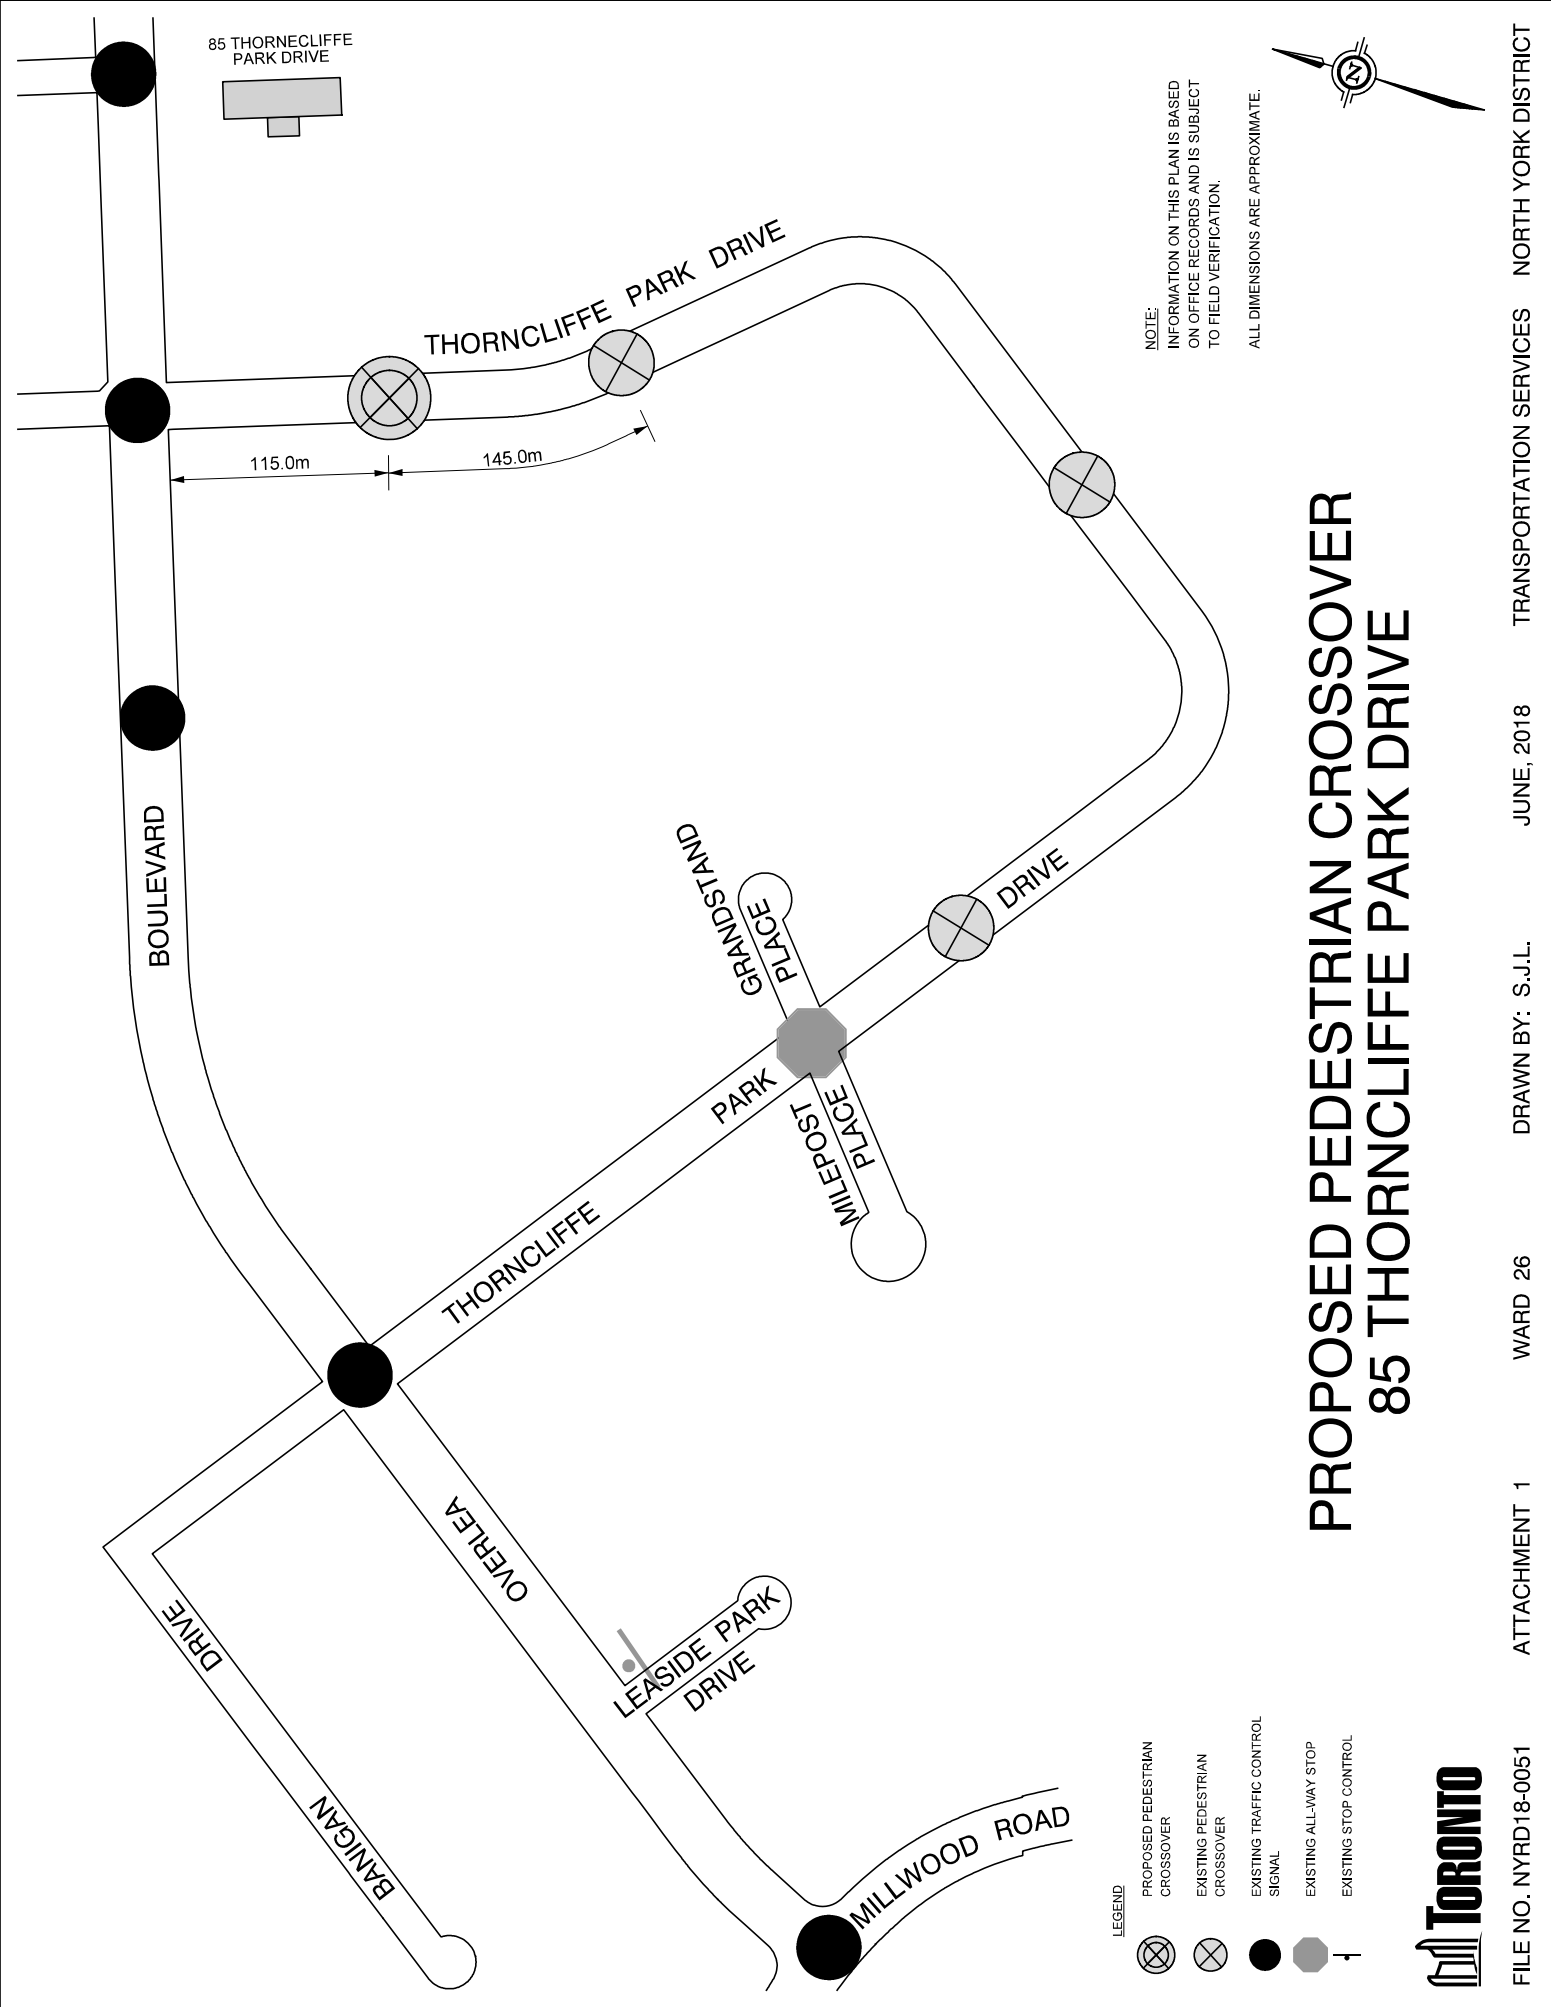 85 THORNECLIFFE
PARK DRIVE
THORNCLIFFE PARK DRIVE
115.0m
145.0m
BOULEVARD
GRANDSTAND
PLACE
DRIVE
PARK
MILEPOST
PLACE
THORNCLIFFE
OVERLEA
DRIVE
BANIGAN
LEASIDE PARK
DRIVE
MILLWOOD ROAD
NOTE:
INFORMATION ON THIS PLAN IS BASED
ON OFFICE RECORDS AND IS SUBJECT
TO FIELD VERIFICATION.
ALL DIMENSIONS ARE APPROXIMATE.
N
LEGEND
PROPOSED PEDESTRIAN
CROSSOVER
EXISTING PEDESTRIAN
CROSSOVER
EXISTING TRAFFIC CONTROL
SIGNAL
EXISTING ALL-WAY STOP
EXISTING STOP CONTROL
PROPOSED PEDESTRIAN CROSSOVER
85 THORNCLIFFE PARK DRIVE
TORONTO
FILE NO. NYRD18-0051 ATTACHMENT 1 WARD 26 DRAWN BY: S.J.L. JUNE, 2018 TRANSPORTATION SERVICES NORTH YORK DISTRICT